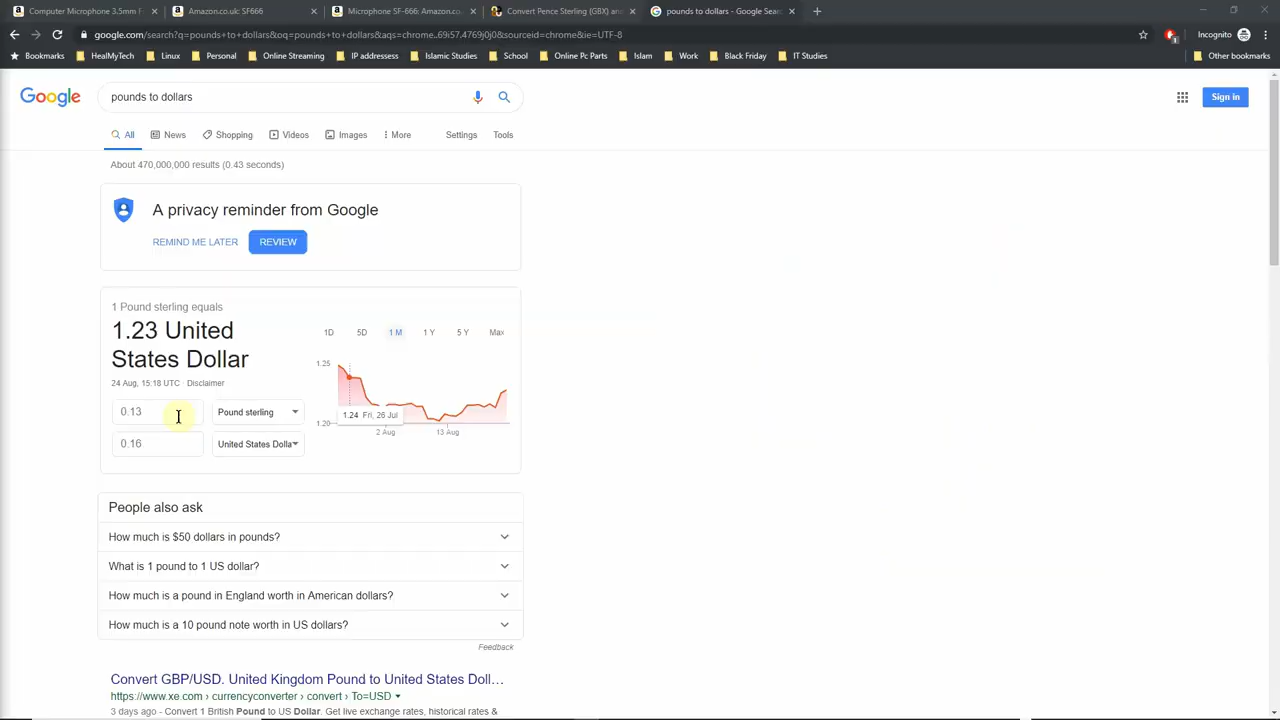 Computer Microphone 3.5mm F
Amazon.co.uk: SF666
Microphone SF-666: Amazon.co
Convert Pence Sterling (GBX) an
pounds to dollars - Google Sear
google.com/search?q=pounds+to+dollars&oq=pounds+to+dollars&aqs=chrome..69i57.4769j0j0&sourceid=chrome&ie=UTF-8
Incognito
Bookmarks
HealMyTech
Linux
Personal
Online Streaming
IP addresess
Islamic Studies
School
Online Pc Parts
Islam
Work
Black Friday
IT Studies
Other bookmarks
Google
pounds to dollars
Sign in
All
News
Shopping
Videos
Images
More
Settings
Tools
About 470,000,000 results (0.43 seconds)
A privacy reminder from Google
REMIND ME LATER
REVIEW
1 Pound sterling equals
1.23 United
States Dollar
24 Aug, 15:18 UTC · Disclaimer
0.13
Pound sterling
0.16
United States Dolla
1D
5D
1M
1Y
5Y
Max
1.25
1.24 Fri, 26 Jul
1.20
2 Aug
13 Aug
People also ask
How much is $50 dollars in pounds?
What is 1 pound to 1 US dollar?
How much is a pound in England worth in American dollars?
How much is a 10 pound note worth in US dollars?
Feedback
Convert GBP/USD. United Kingdom Pound to United States Doll…
https://www.xe.com › currencyconverter › convert › To=USD
3 days ago - Convert 1 British Pound to US Dollar. Get live exchange rates, historical rates &